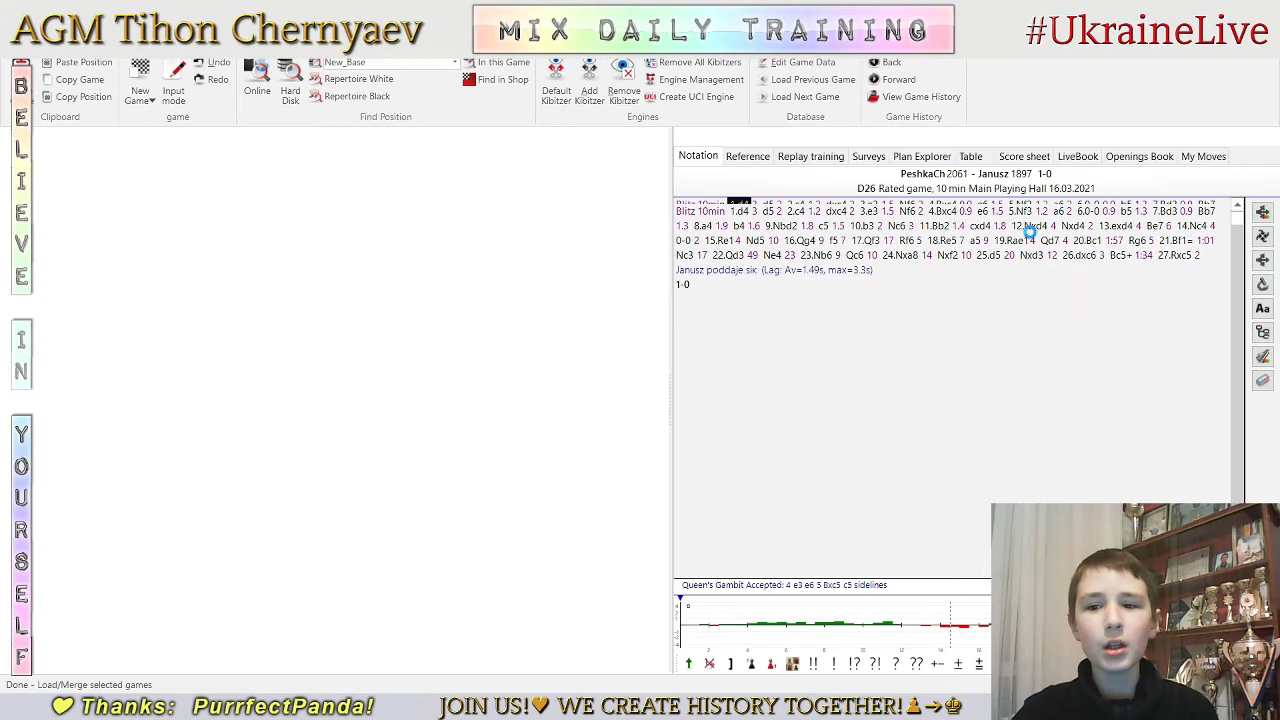 AGM Tihon Chernyaev
MIX DAILY TRAINING
#UkraineLive
BELIEVE IN YOURSELF
Paste Position
Copy Game
Copy Position
Clipboard
New Game
Input mode
Undo
Redo
game
Online
Hard Disk
New_Base
Repertoire White
Repertoire Black
In this Game
Find in Shop
Find Position
Default Kibitzer
Add Kibitzer
Remove Kibitzer
Remove All Kibitzers
Engine Management
UCI Create UCI Engine
Engines
Edit Game Data
Load Previous Game
Load Next Game
Database
Back
Forward
View Game History
Game History
Notation Reference Replay training Surveys Plan Explorer Table Score sheet LiveBook Openings Book My Moves
PeshkaCh 2061 - Janusz 1897 1-0
D26 Rated game, 10 min Main Playing Hall 16.03.2021
Blitz 10min 1.d4 3 d5 2 2.c4 1.2 dxc4 2 3.e3 1.5 Nf6 2 4.Bxc4 0.9 e6 1.5 5.Nf3 1.2 a6 2 6.0-0 0.9 b5 1.3 7.Bd3 0.9 Bb7
1.3 8.a4 1.9 b4 1.6 9.Nbd2 1.8 c5 1.5 10.b3 2 Nc6 3 11.Bb2 1.4 cxd4 1.8 12.Nxd4 4 Nxd4 2 13.exd4 2 Be7 6 14.Nc4 4
0-0 2 15.Re1 4 Nd5 10 16.Qg4 9 f5 7 17.Qf3 17 Rf6 5 18.Re5 7 a5 9 19.Rae1 4 Qd7 4 20.Bc1 1:57 Rg6 5 21.Bf1= 1:01
Nc3 17 22.Qd3 49 Ne4 23 23.Nb6 9 Qc6 10 24.Nxa8 14 Nxf2 10 25.d5 20 Nxd3 12 26.dxc6 3 Bc5+ 1:34 27.Rxc5 2
Janusz poddaje siк (Lag: Av=1.49s, max=3.3s)
1-0
Aa
Queen's Gambit Accepted: 4 e3 e6 5 Bxc5 c5 sidelines
2 4 6 8 10 12 14 16
!! ! !? ?! ? ?? +- ± ⩲
Done - Load/Merge selected games
Thanks: PurrfectPanda!
JOIN US! WE CREATE HISTORY TOGETHER!